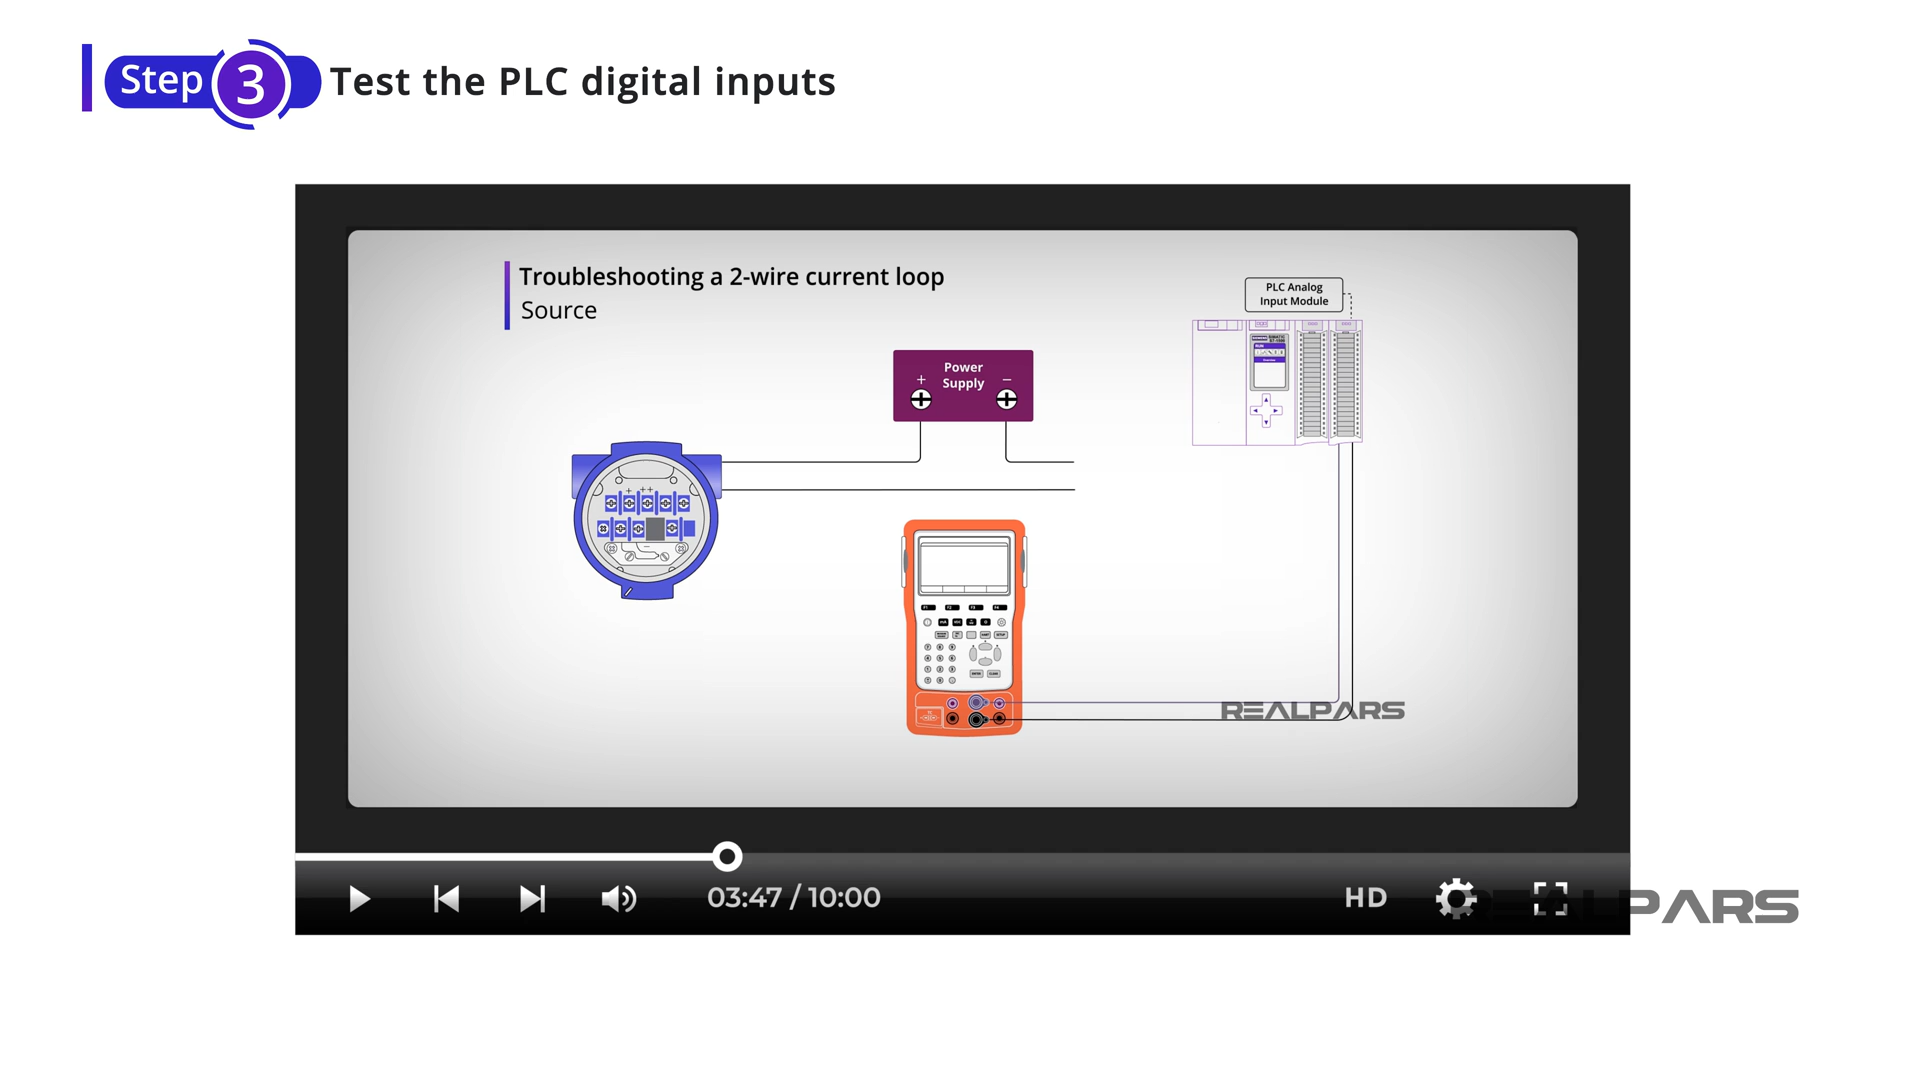 Step 3 Test the PLC digital inputs
Troubleshooting a 2-wire current loop
Source
PLC Analog
Input Module
Power
Supply
+ −
REALPARS
03:47 / 10:00
HD
REALPARS